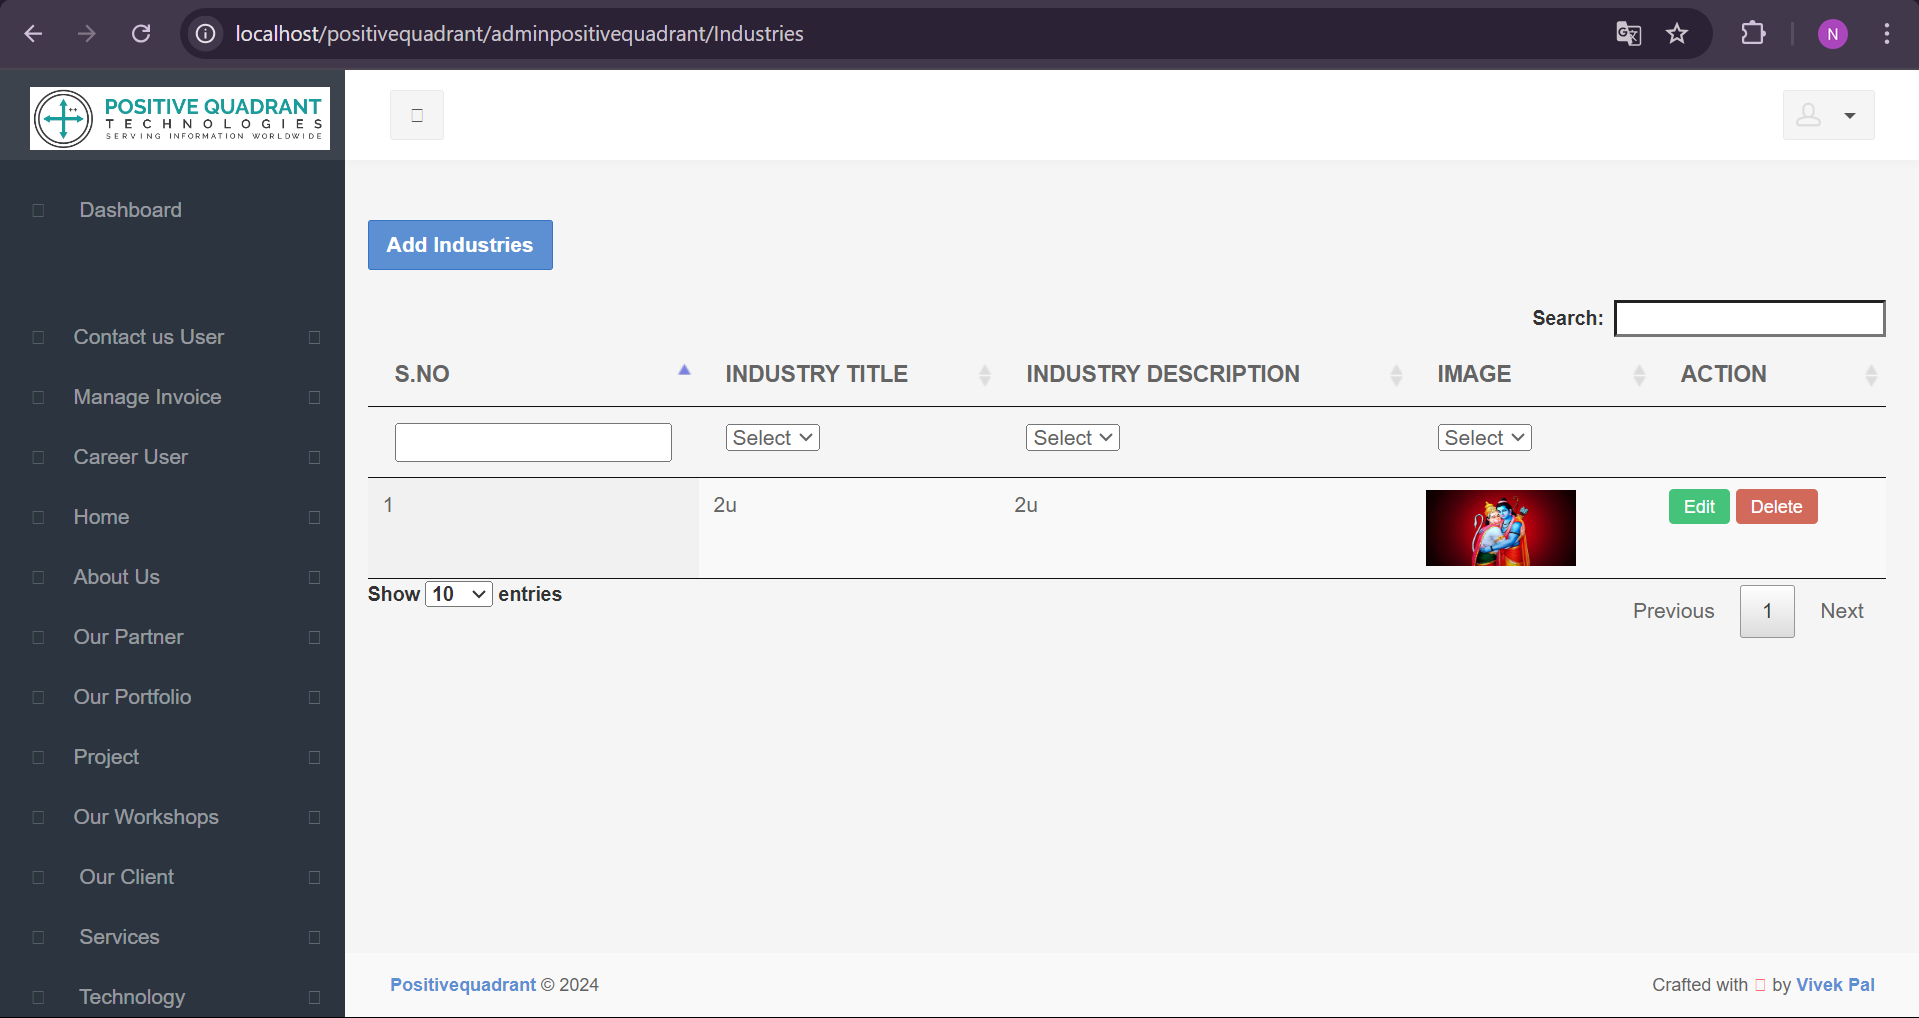 localhost/positivequadrant/adminpositivequadrant/Industries
N
POSITIVE QUADRANT
TECHNOLOGIES
SERVING INFORMATION WORLDWIDE
Dashboard
Contact us User
Manage Invoice
Career User
Home
About Us
Our Partner
Our Portfolio
Project
Our Workshops
Our Client
Services
Technology
Add Industries
Search:
S.NO INDUSTRY TITLE INDUSTRY DESCRIPTION IMAGE ACTION
Select Select Select
1 2u 2u Edit Delete
Show 10 entries
Previous 1 Next
Positivequadrant © 2024
Crafted with by Vivek Pal